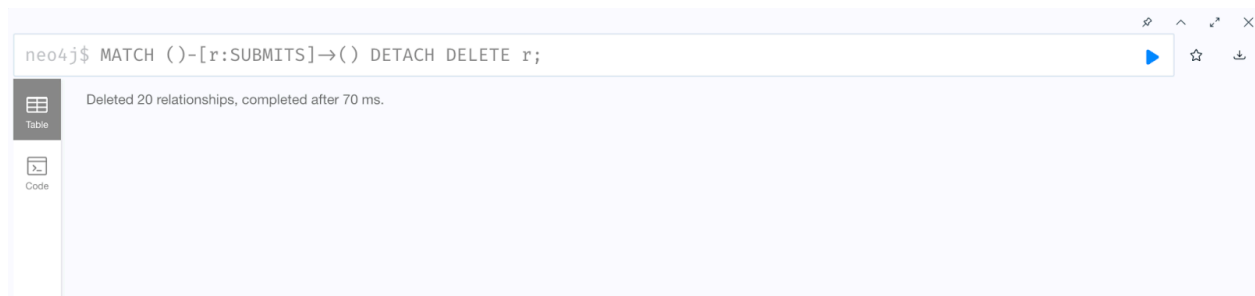 neo4j$ MATCH ()-[r:SUBMITS]→() DETACH DELETE r;
Table
Deleted 20 relationships, completed after 70 ms.
Code